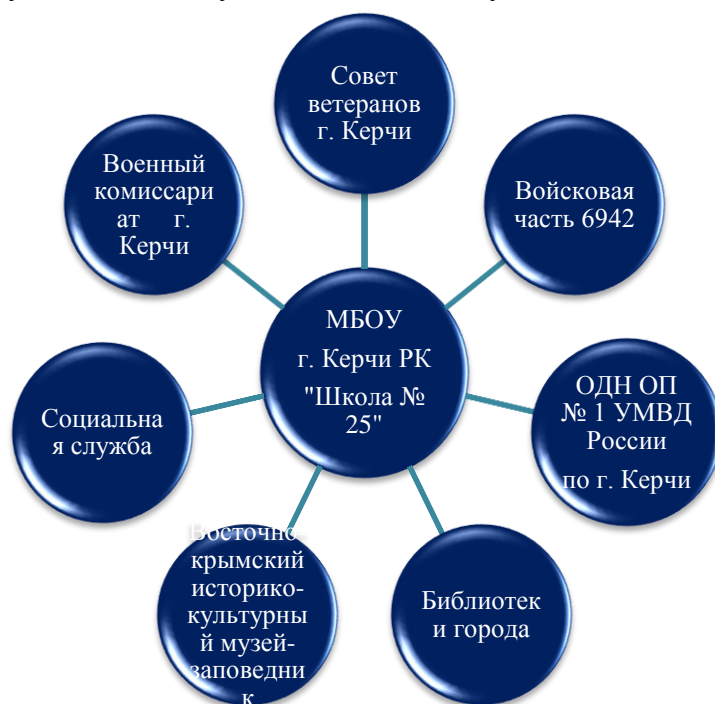 Совет
ветеранов
г. Керчи
Военный
комиссари
ат г.
Керчи
Войсковая
часть 6942
МБОУ
г. Керчи РК
"Школа №
25"
Социальна
я служба
ОДН ОП
№ 1 УМВД
России
по г. Керчи
Восточно-
крымский
историко-
культурны
й музей-
заповедни
к
Библиотек
и города